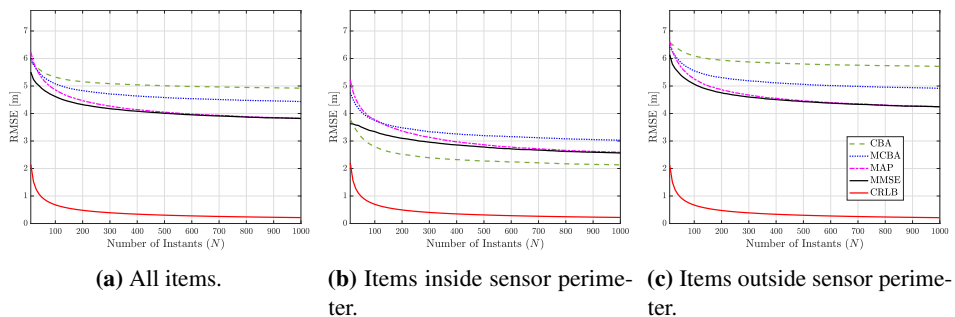 7
6
5
4
3
2
1
0
RMSE [m]
100 200 300 400 500 600 700 800 900 1000
Number of Instants (N)
(a) All items.
7
6
5
4
3
2
1
0
RMSE [m]
100 200 300 400 500 600 700 800 900 1000
Number of Instants (N)
(b) Items inside sensor perime-
ter.
7
6
5
4
3
2
1
0
RMSE [m]
CBA
MCBA
MAP
MMSE
CRLB
100 200 300 400 500 600 700 800 900 1000
Number of Instants (N)
(c) Items outside sensor perime-
ter.